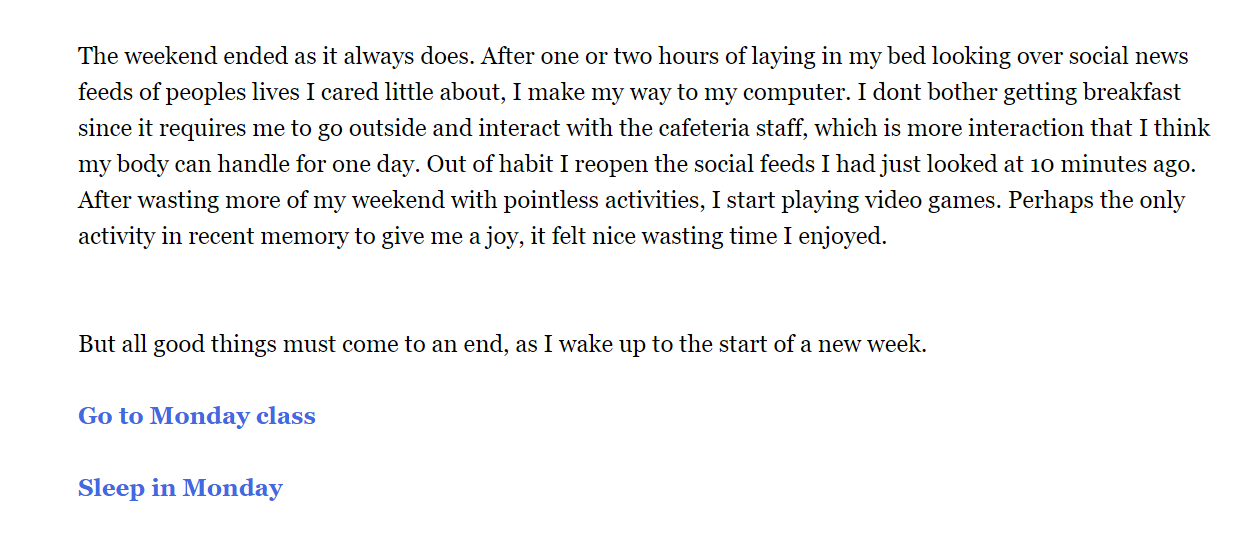 The weekend ended as it always does. After one or two hours of laying in my bed looking over social news
feeds of peoples lives I cared little about, I make my way to my computer. I dont bother getting breakfast
since it requires me to go outside and interact with the cafeteria staff, which is more interaction that I think
my body can handle for one day. Out of habit I reopen the social feeds I had just looked at 10 minutes ago.
After wasting more of my weekend with pointless activities, I start playing video games. Perhaps the only
activity in recent memory to give me a joy, it felt nice wasting time I enjoyed.
But all good things must come to an end, as I wake up to the start of a new week.
Go to Monday class
Sleep in Monday